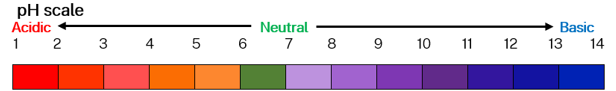 pH scale
Acidic Neutral Basic
1 2 3 4 5 6 7 8 9 10 11 12 13 14